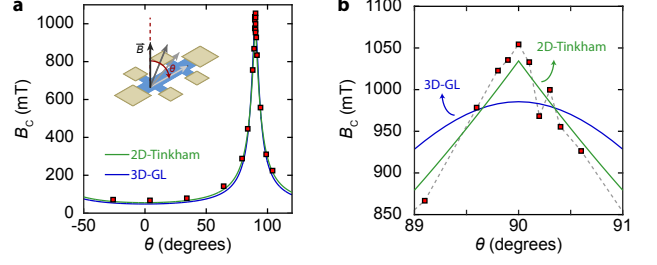 a
B_C (mT)
1000
800
600
400
200
0
-50
0
50
100
θ (degrees)
B
θ
2D-Tinkham
3D-GL
b
B_C (mT)
1100
1050
1000
950
900
850
89
90
91
θ (degrees)
2D-Tinkham
3D-GL